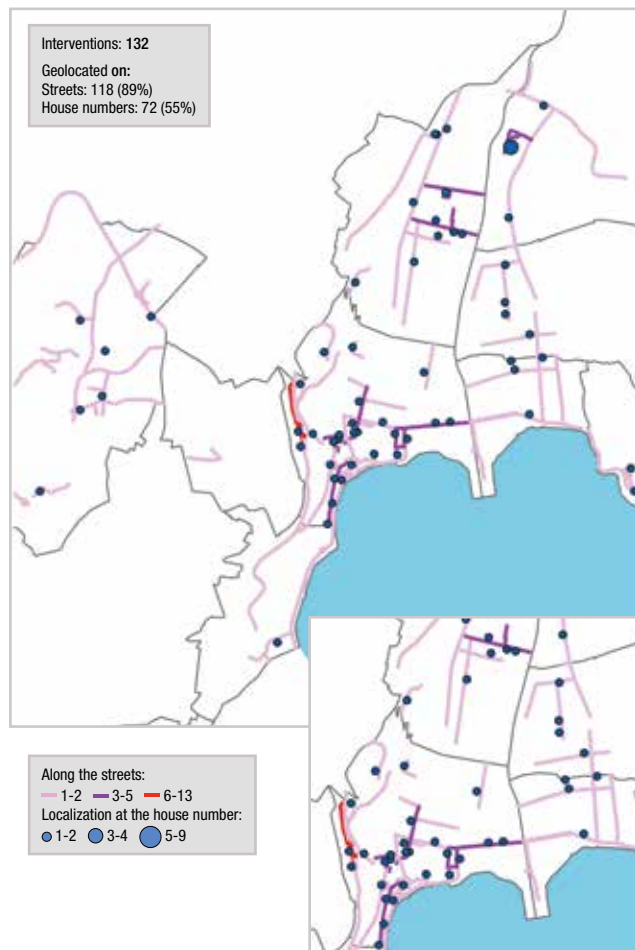 Interventions: 132
Geolocated on:
Streets: 118 (89%)
House numbers: 72 (55%)
Along the streets:
1-2 3-5 6-13
Localization at the house number:
1-2 3-4 5-9